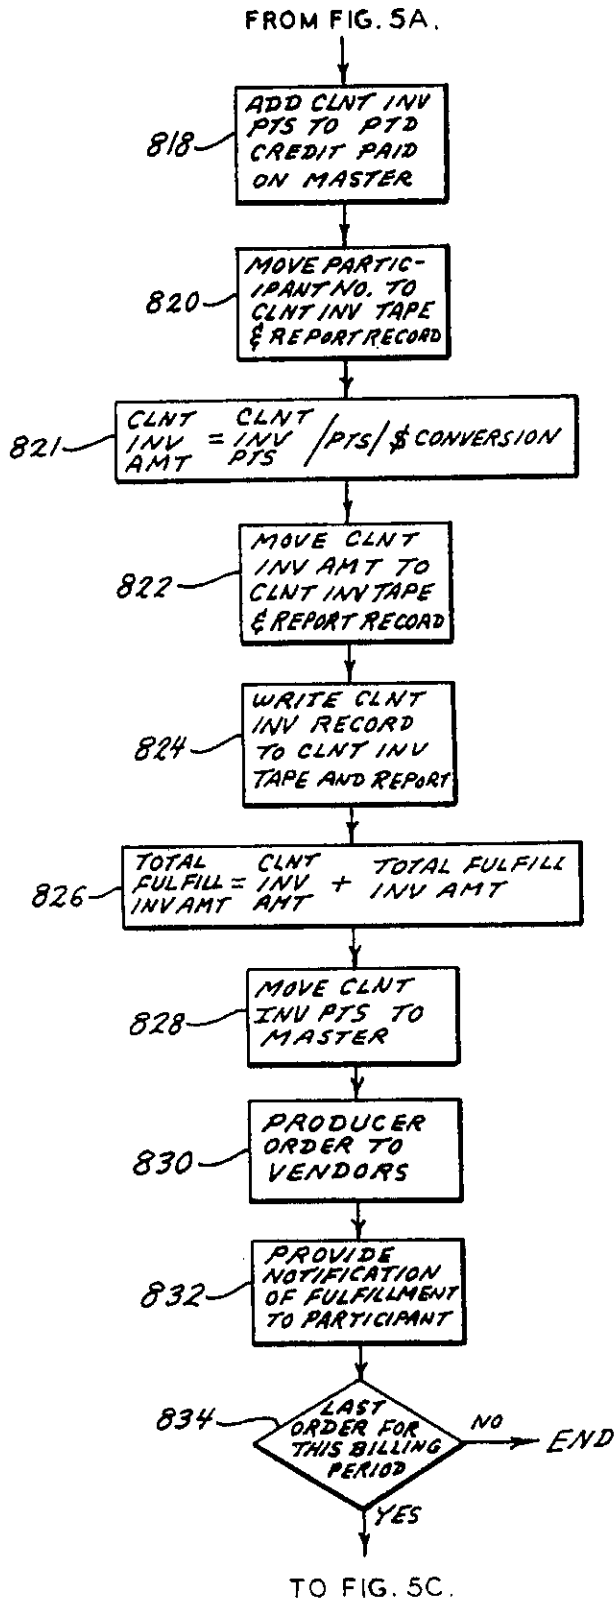 FROM FIG. 5A.
818
ADD CLNT INV
PTS TO PTD
CREDIT PAID
ON MASTER
820
MOVE PARTIC-
IPANT NO. TO
CLNT INV TAPE
& REPORT RECORD
821
CLNT INV AMT = CLNT INV PTS / PTS / $ CONVERSION
822
MOVE CLNT
INV AMT TO
CLNT INV TAPE
& REPORT RECORD
824
WRITE CLNT
INV RECORD
TO CLNT INV
TAPE AND REPORT
826
TOTAL FULFILL INV AMT = CLNT INV AMT + TOTAL FULFILL INV AMT
828
MOVE CLNT
INV PTS TO
MASTER
830
PRODUCER
ORDER TO
VENDORS
832
PROVIDE
NOTIFICATION
OF FULFILLMENT
TO PARTICIPANT
834
LAST
ORDER FOR
THIS BILLING
PERIOD
NO
END
YES
TO FIG. 5C.